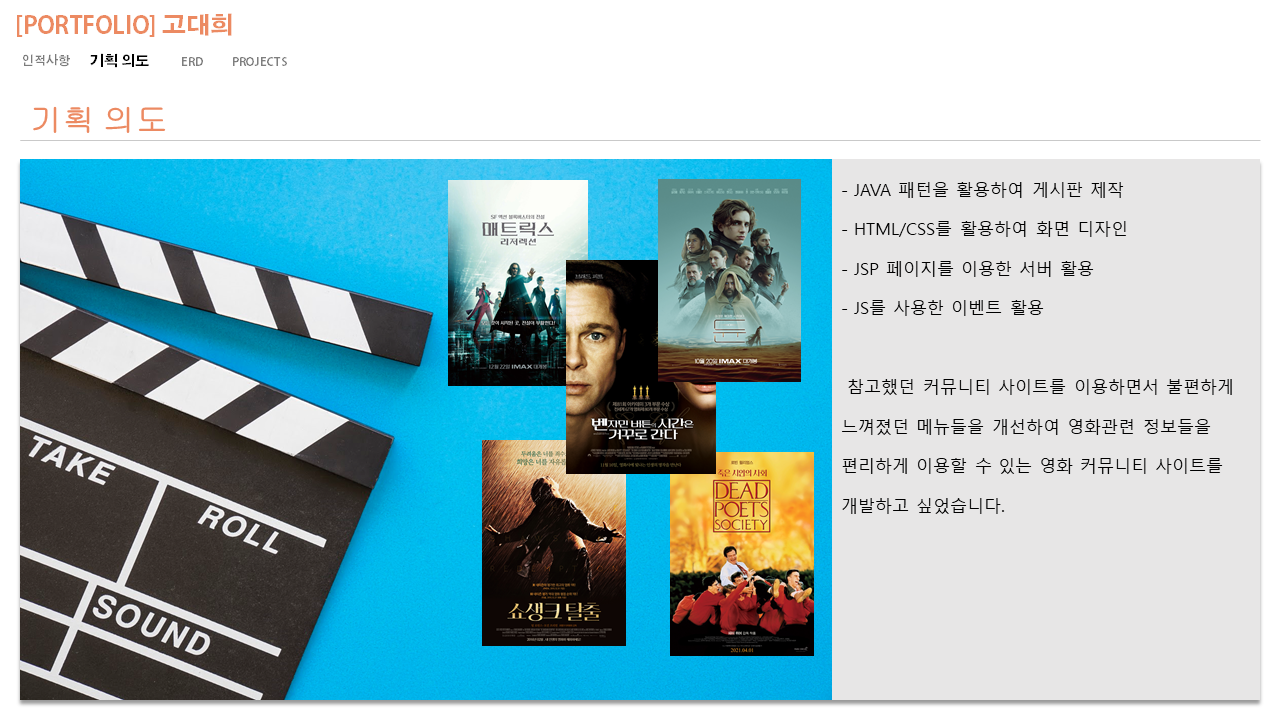 [PORTFOLIO] 고대희
인적사항 기획 의도 ERD PROJECTS
기획 의도
- JAVA 패턴을 활용하여 게시판 제작
- HTML/CSS를 활용하여 화면 디자인
- JSP 페이지를 이용한 서버 활용
- JS를 사용한 이벤트 활용
참고했던 커뮤니티 사이트를 이용하면서 불편하게
느껴졌던 메뉴들을 개선하여 영화관련 정보들을
편리하게 이용할 수 있는 영화 커뮤니티 사이트를
개발하고 싶었습니다.
TAKE
ROLL
SOUND
매트릭스
리저렉션
12월 22일 IMAX 대개봉
듄
10월 20일 IMAX 대개봉
벤자민 버튼의 시간은
거꾸로 간다
쇼생크 탈출
죽은 시인의 사회
DEAD
POETS
SOCIETY
2021.04.01